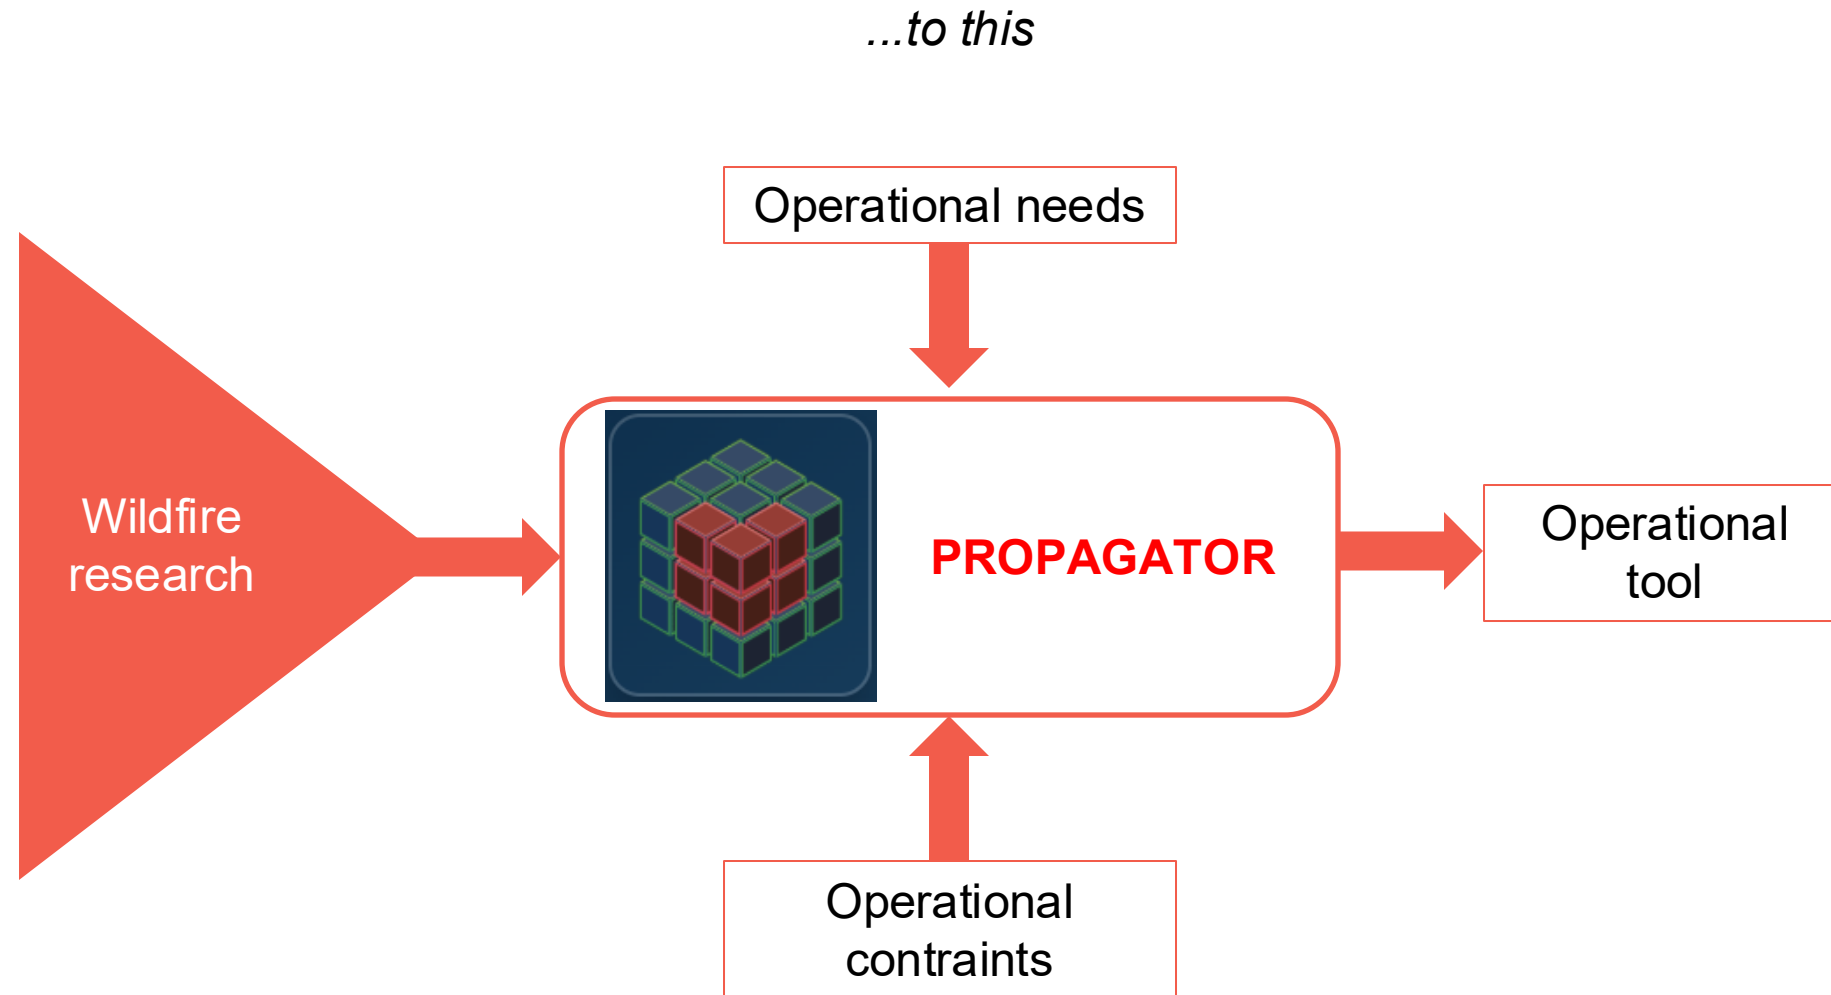 ...to this
Operational needs
Wildfire
research
PROPAGATOR
Operational
tool
Operational
contraints